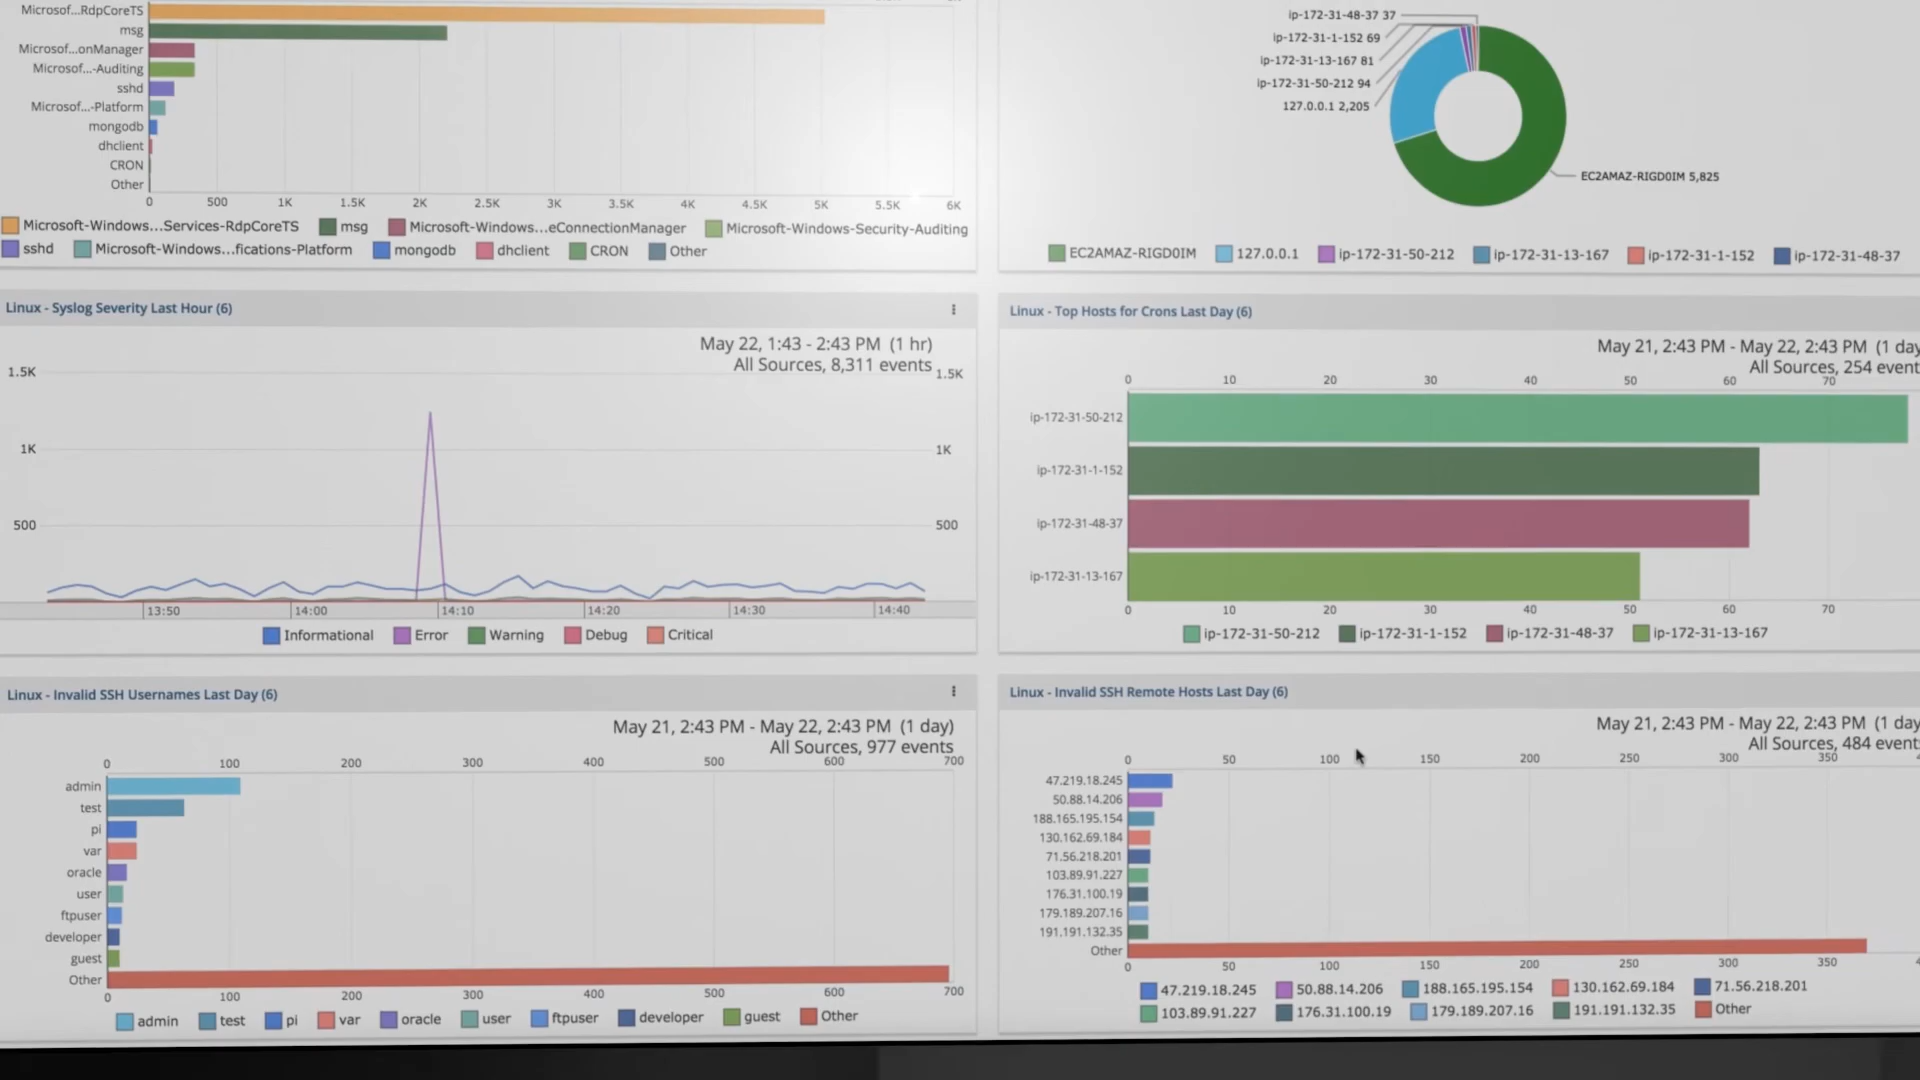 Microsof...RdpCoreTS
msg
Microsof...onManager
Microsof...-Auditing
sshd
Microsof...-Platform
mongodb
dhclient
CRON
Other
0 500 1K 1.5K 2K 2.5K 3K 3.5K 4K 4.5K 5K 5.5K 6K
Microsoft-Windows...Services-RdpCoreTS msg Microsoft-Windows...eConnectionManager Microsoft-Windows-Security-Auditing
sshd Microsoft-Windows...fications-Platform mongodb dhclient CRON Other
ip-172-31-48-37 37
ip-172-31-1-152 69
ip-172-31-13-167 81
ip-172-31-50-212 94
127.0.0.1 2,205
EC2AMAZ-RIGD0IM 5,825
EC2AMAZ-RIGD0IM 127.0.0.1 ip-172-31-50-212 ip-172-31-13-167 ip-172-31-1-152 ip-172-31-48-37
Linux - Syslog Severity Last Hour (6)
May 22, 1:43 - 2:43 PM (1 hr)
All Sources, 8,311 events
1.5K 1.5K
1K 1K
500 500
13:50 14:00 14:10 14:20 14:30 14:40
Informational Error Warning Debug Critical
Linux - Top Hosts for Crons Last Day (6)
May 21, 2:43 PM - May 22, 2:43 PM (1 day
All Sources, 254 event
0 10 20 30 40 50 60 70
ip-172-31-50-212
ip-172-31-1-152
ip-172-31-48-37
ip-172-31-13-167
0 10 20 30 40 50 60 70
ip-172-31-50-212 ip-172-31-1-152 ip-172-31-48-37 ip-172-31-13-167
Linux - Invalid SSH Usernames Last Day (6)
May 21, 2:43 PM - May 22, 2:43 PM (1 day)
All Sources, 977 events
0 100 200 300 400 500 600 700
admin
test
pi
var
oracle
user
ftpuser
developer
guest
Other
0 100 200 300 400 500 600 700
admin test pi var oracle user ftpuser developer guest Other
Linux - Invalid SSH Remote Hosts Last Day (6)
May 21, 2:43 PM - May 22, 2:43 PM (1 day
All Sources, 484 event
0 50 100 150 200 250 300 350
47.219.18.245
50.88.14.206
188.165.195.154
130.162.69.184
71.56.218.201
103.89.91.227
176.31.100.19
179.189.207.16
191.191.132.35
Other
0 50 100 150 200 250 300 350
47.219.18.245 50.88.14.206 188.165.195.154 130.162.69.184 71.56.218.201
103.89.91.227 176.31.100.19 179.189.207.16 191.191.132.35 Other